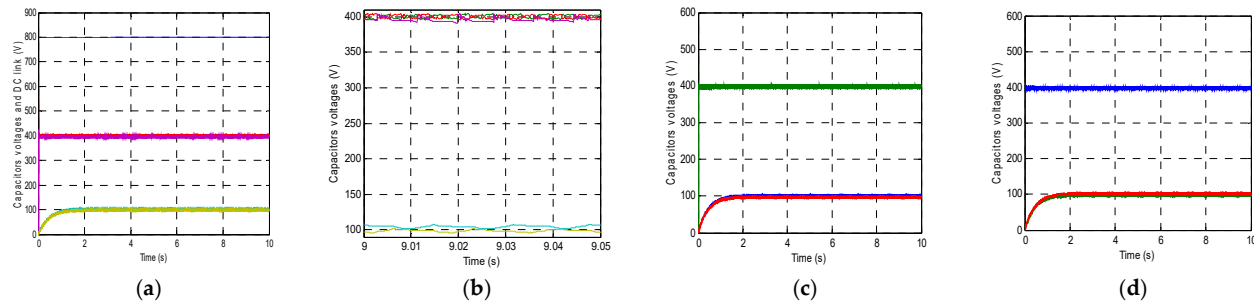 Capacitors voltages and DC link (V)
900
800
700
600
500
400
300
200
100
0
0 2 4 6 8 10
Time (s)
(a)
Capacitors voltages (V)
400
350
300
250
200
150
100
9 9.01 9.02 9.03 9.04 9.05
Time (s)
(b)
Capacitors voltages (V)
600
500
400
300
200
100
0
0 2 4 6 8 10
Time (s)
(c)
Capacitors voltages (V)
600
500
400
300
200
100
0
0 2 4 6 8 10
Time (s)
(d)